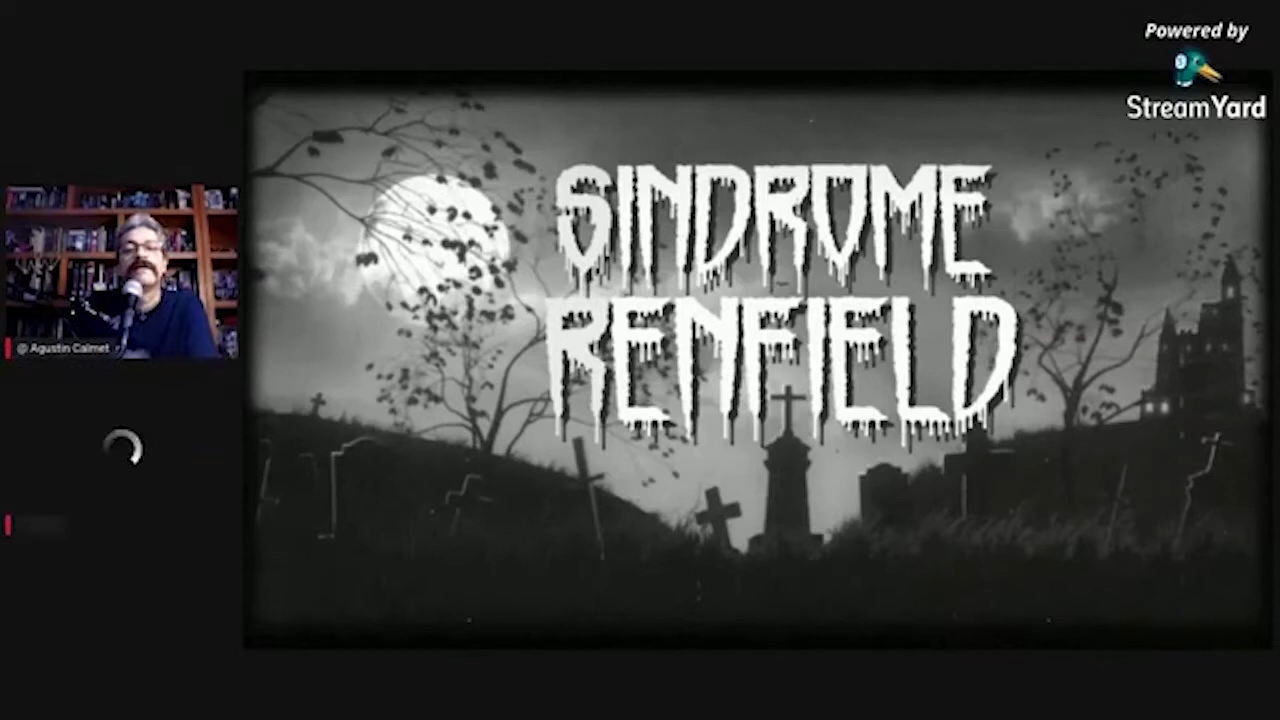 Powered by
StreamYard
SINDROME
RENFIELD
@ Agustin Calmet